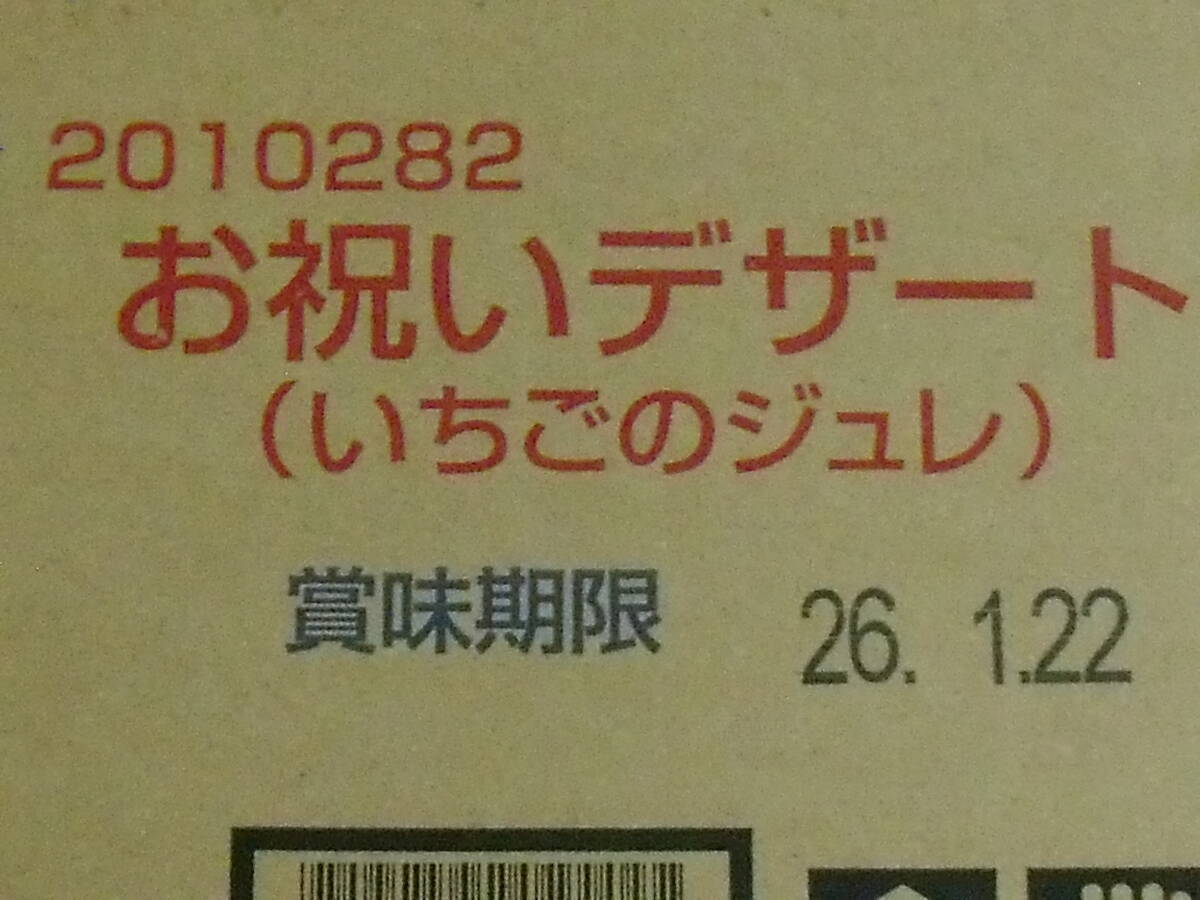 2010282
お祝いデザート
(いちごのジュレ)
賞味期限 26. 1.22